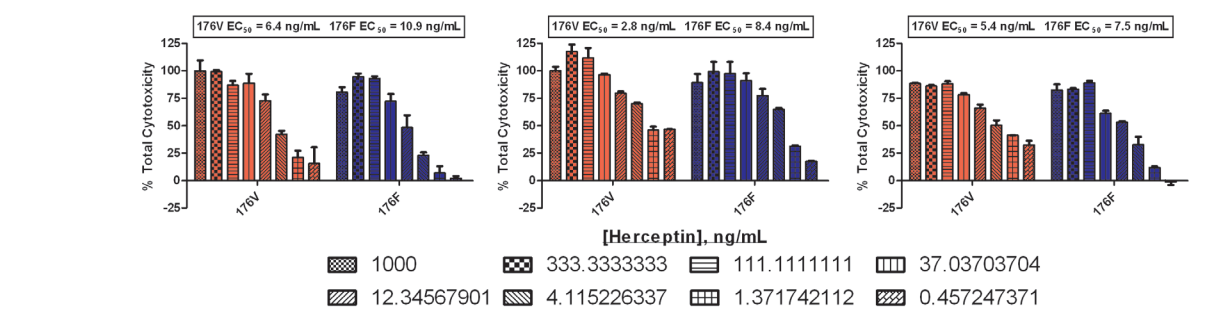 176V EC50 = 6.4 ng/mL 176F EC50 = 10.9 ng/mL
176V EC50 = 2.8 ng/mL 176F EC50 = 8.4 ng/mL
176V EC50 = 5.4 ng/mL 176F EC50 = 7.5 ng/mL
% Total Cytotoxicity
125
100
75
50
25
0
-25
176V
176F
% Total Cytotoxicity
125
100
75
50
25
0
-25
176V
176F
% Total Cytotoxicity
125
100
75
50
25
0
-25
176V
176F
[Herceptin], ng/mL
1000 333.3333333 111.1111111 37.03703704
12.34567901 4.115226337 1.371742112 0.457247371